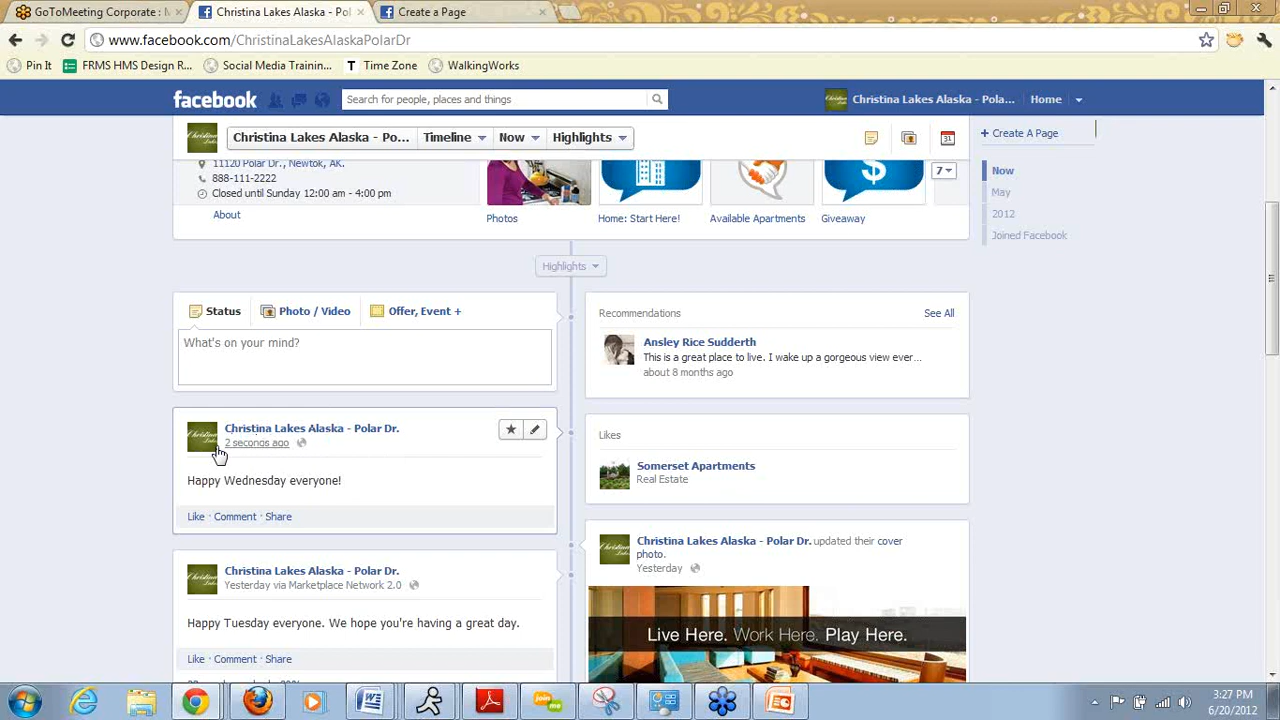 GoToMeeting Corporate : M
Christina Lakes Alaska - Pol
Create a Page
www.facebook.com/ChristinaLakesAlaskaPolarDr
Pin It
FRMS HMS Design R...
Social Media Trainin...
T Time Zone
WalkingWorks
facebook
Search for people, places and things
Christina Lakes Alaska - Pola...
Home
Christina Lakes Alaska - Po...
Timeline
Now
Highlights
31
+ Create A Page
11120 Polar Dr., Newtok, AK.
888-111-2222
Closed until Sunday 12:00 am - 4:00 pm
About
$
7
Photos
Home: Start Here!
Available Apartments
Giveaway
Now
May
2012
Joined Facebook
Highlights
Status
Photo / Video
Offer, Event +
What's on your mind?
Recommendations
See All
Ansley Rice Sudderth
This is a great place to live. I wake up a gorgeous view ever...
about 8 months ago
Christina Lakes Alaska - Polar Dr.
2 seconds ago
Happy Wednesday everyone!
Like · Comment · Share
Likes
Somerset Apartments
Real Estate
Christina Lakes Alaska - Polar Dr. updated their cover
photo.
Yesterday
Live Here. Work Here. Play Here.
Christina Lakes Alaska - Polar Dr.
Yesterday via Marketplace Network 2.0
Happy Tuesday everyone. We hope you're having a great day.
Like · Comment · Share
join
me
3:27 PM
6/20/2012